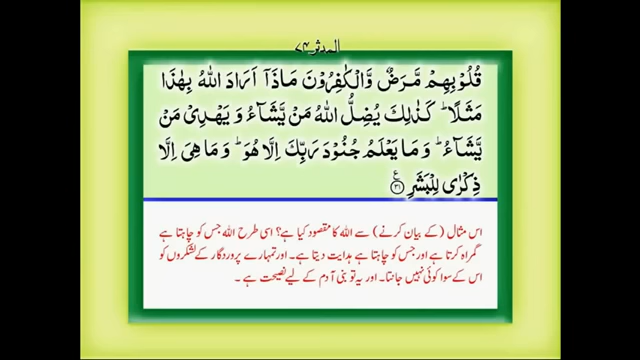 المدثر ۷۴
قُلُوۡبِهِمۡ مَّرَضٌ وَّالۡكٰفِرُوۡنَ مَاذَاۤ اَرَادَ اللّٰهُ بِهٰذَا
مَثَلًا ؕ كَذٰلِكَ يُضِلُّ اللّٰهُ مَنۡ يَّشَآءُ وَ يَهۡدِىۡ مَنۡ
يَّشَآءُ ؕ وَ مَا يَعۡلَمُ جُنُوۡدَ رَبِّكَ اِلَّا هُوَ ؕ وَ مَا هِىَ اِلَّا
ذِكۡرٰى لِلۡبَشَرِ ﴿۳۱﴾ ع
اس مثال (کے بیان کرنے) سے اللہ کا مقصود کیا ہے؟ اسی طرح اللہ جس کو چاہتا ہے
گمراہ کرتا ہے اور جس کو چاہتا ہے ہدایت دیتا ہے۔ اور تمہارے پروردگار کے لشکروں کو
اس کے سوا کوئی نہیں جانتا۔ اور یہ تو بنی آدم کے لیے نصیحت ہے ۔